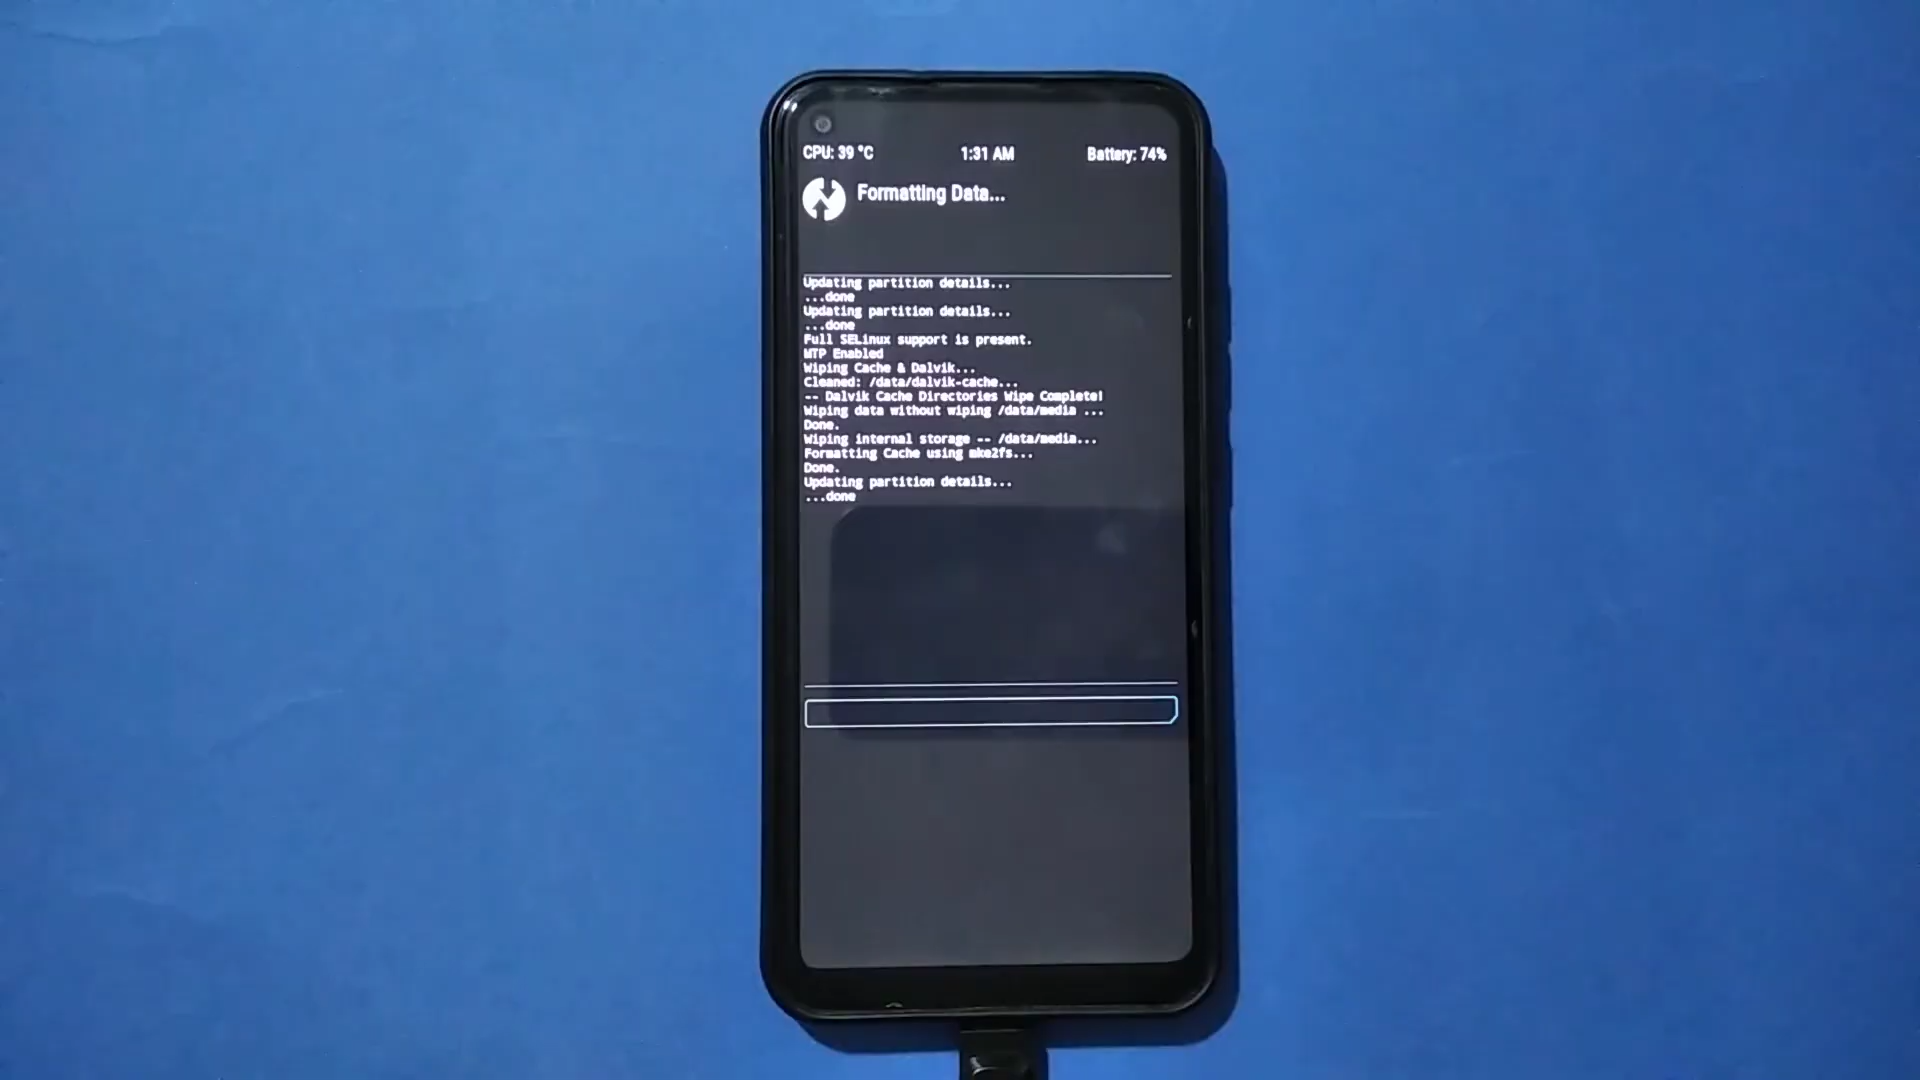 CPU: 39 °C 1:31 AM Battery: 74%
Formatting Data...
Updating partition details...
...done
Updating partition details...
...done
Full SELinux support is present.
MTP Enabled
Wiping Cache & Dalvik...
Cleaned: /data/dalvik-cache...
-- Dalvik Cache Directories Wipe Complete!
Wiping data without wiping /data/media ...
Done.
Wiping internal storage -- /data/media...
Formatting Cache using mke2fs...
Done.
Updating partition details...
...done